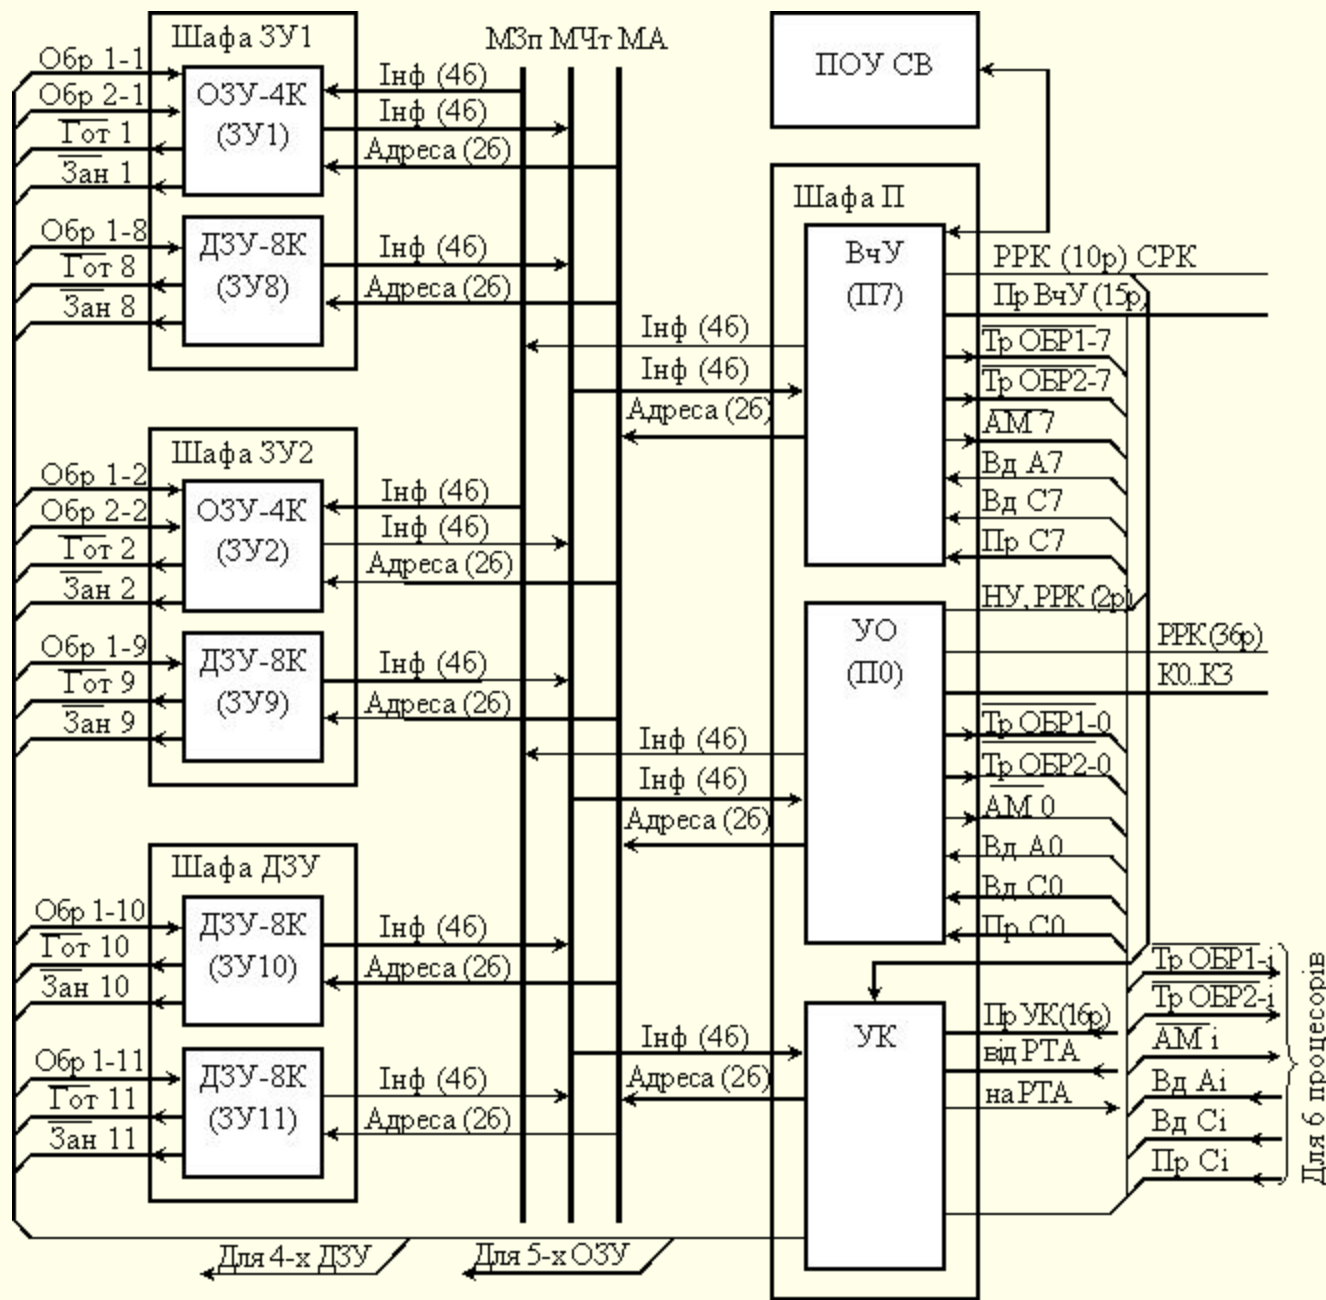 Шафа ЗУ1
Обр 1-1
Обр 2-1
Гот 1
Зан 1
ОЗУ-4К
(ЗУ1)
Інф (46)
Інф (46)
Адреса (26)
Обр 1-8
Гот 8
Зан 8
ДЗУ-8К
(ЗУ8)
Інф (46)
Адреса (26)
Шафа ЗУ2
Обр 1-2
Обр 2-2
Гот 2
Зан 2
ОЗУ-4К
(ЗУ2)
Інф (46)
Інф (46)
Адреса (26)
Обр 1-9
Гот 9
Зан 9
ДЗУ-8К
(ЗУ9)
Інф (46)
Адреса (26)
Шафа ДЗУ
Обр 1-10
Гот 10
Зан 10
ДЗУ-8К
(ЗУ10)
Інф (46)
Адреса (26)
Обр 1-11
Гот 11
Зан 11
ДЗУ-8К
(ЗУ11)
Інф (46)
Адреса (26)
Для 4-х ДЗУ
Для 5-х ОЗУ
МЗп МЧт МА
ПОУ СВ
Шафа П
ВчУ
(П7)
Інф (46)
Інф (46)
Адреса (26)
РРК (10р) СРК
Пр ВчУ (15р)
Тр ОБР1-7
Тр ОБР2-7
АМ 7
Вд А7
Вд С7
Пр С7
УО
(П0)
Інф (46)
Інф (46)
Адреса (26)
НУ, РРК (2р)
РРК (36р)
К0..К3
Тр ОБР1-0
Тр ОБР2-0
АМ 0
Вд А0
Вд С0
Пр С0
УК
Інф (46)
Адреса (26)
Пр УК(16р)
від РТА
на РТА
Тр ОБР1-і
Тр ОБР2-і
АМ і
Вд Аі
Вд Сі
Пр Сі
Для 6 процесорів